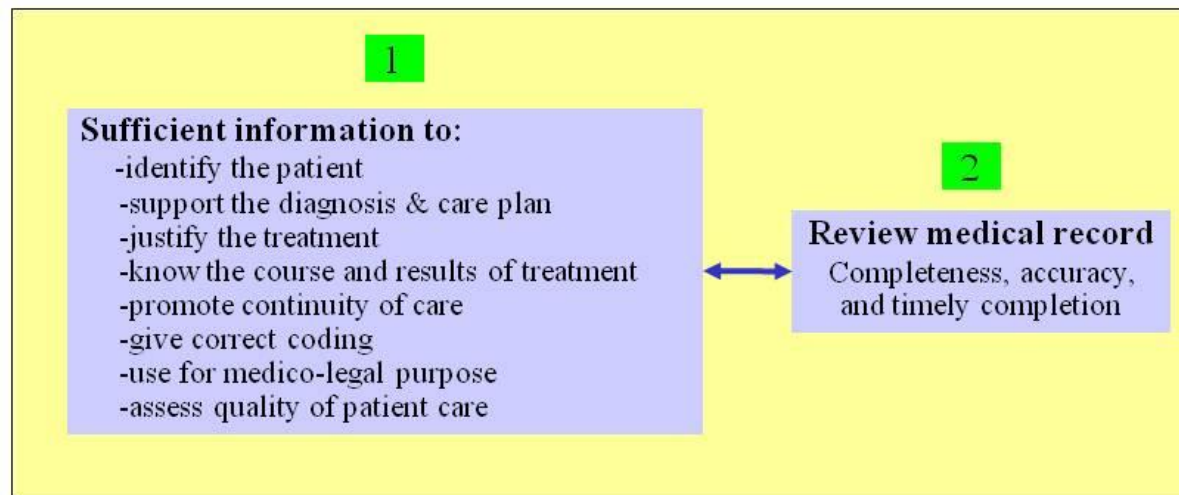 1
Sufficient information to:
-identify the patient
-support the diagnosis & care plan
-justify the treatment
-know the course and results of treatment
-promote continuity of care
-give correct coding
-use for medico-legal purpose
-assess quality of patient care
2
Review medical record
Completeness, accuracy,
and timely completion